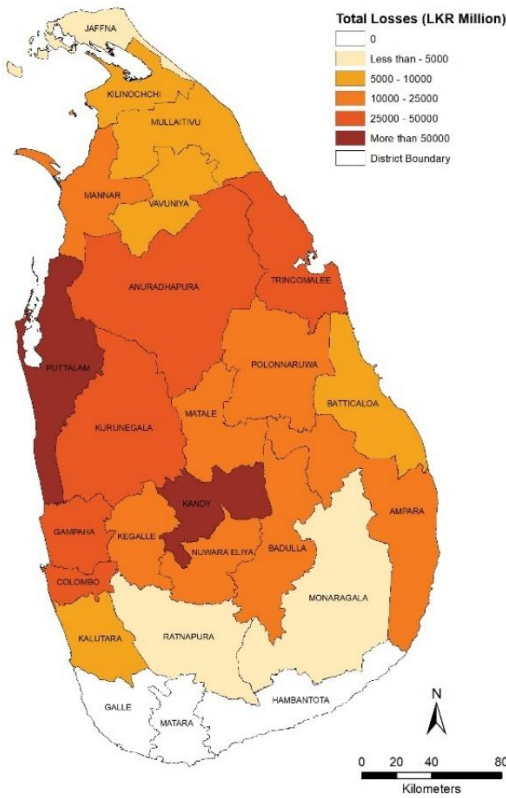 Total Losses (LKR Million)
0
Less than - 5000
5000 - 10000
10000 - 25000
25000 - 50000
More than 50000
District Boundary
JAFFNA
KILINOCHCHI
MULLAITIVU
MANNAR
VAVUNIYA
ANURADHAPURA
TRINCOMALEE
PUTTALAM
POLONNARUWA
BATTICALOA
KURUNEGALA
MATALE
KANDY
AMPARA
GAMPAHA
KEGALLE
NUWARA ELIYA
BADULLA
COLOMBO
MONARAGALA
KALUTARA
RATNAPURA
GALLE
MATARA
HAMBANTOTA
N
0 20 40 80
Kilometers